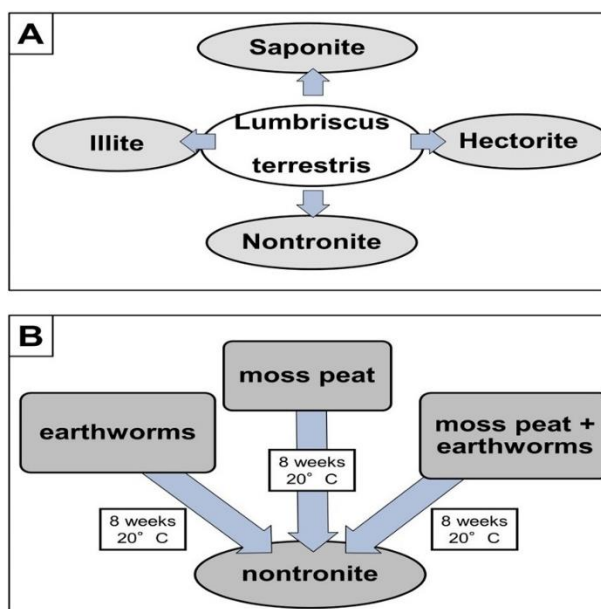 A
Saponite
Illite
Lumbriscus
terrestris
Hectorite
Nontronite
B
moss peat
earthworms
moss peat +
earthworms
8 weeks
20° C
8 weeks
20° C
8 weeks
20° C
nontronite